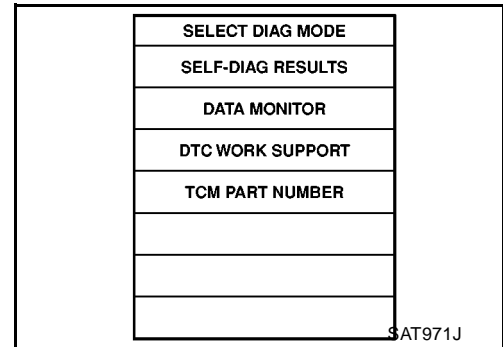 SELECT DIAG MODE
SELF-DIAG RESULTS
DATA MONITOR
DTC WORK SUPPORT
TCM PART NUMBER
SAT971J